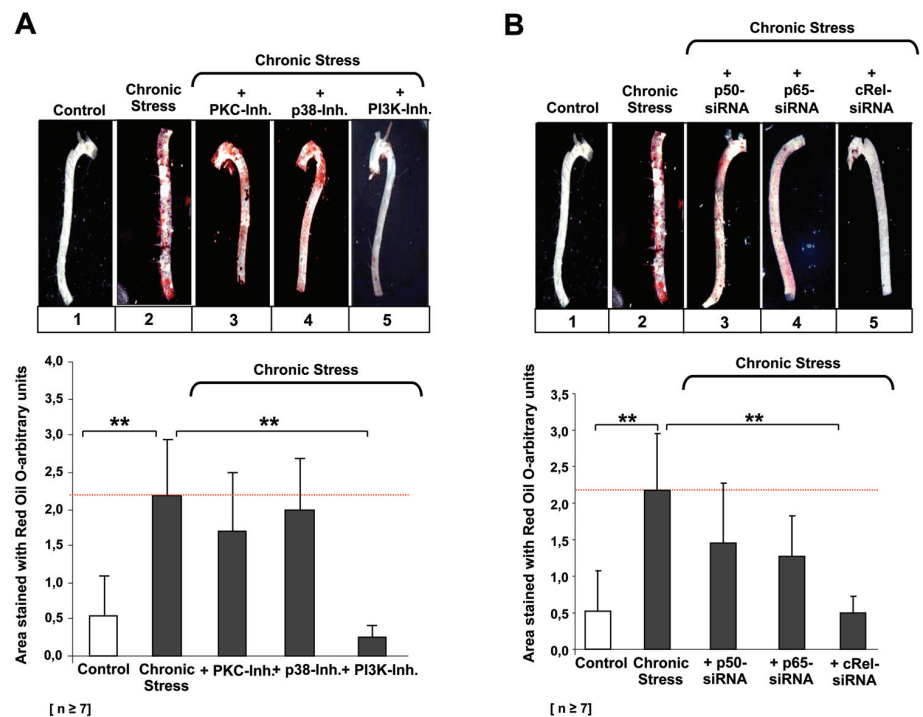 A
Chronic Stress
Control
Chronic
Stress
+
PKC-Inh.
+
p38-Inh.
+
PI3K-Inh.
1
2
3
4
5
Area stained with Red Oil O-arbitrary units
Chronic Stress
4,0
3,5
3,0
2,5
2,0
1,5
1,0
0,5
0,0
**
**
Control
Chronic
Stress
+ PKC-Inh.
+ p38-Inh.
+ PI3K-Inh.
[ n ≥ 7]
B
Chronic Stress
Control
Chronic
Stress
+
p50-
siRNA
+
p65-
siRNA
+
cRel-
siRNA
1
2
3
4
5
Area stained with Red Oil O-arbitrary units
Chronic Stress
3,5
3,0
2,5
2,0
1,5
1,0
0,5
0,0
**
**
Control
Chronic
Stress
+ p50-
siRNA
+ p65-
siRNA
+ cRel-
siRNA
[ n ≥ 7]